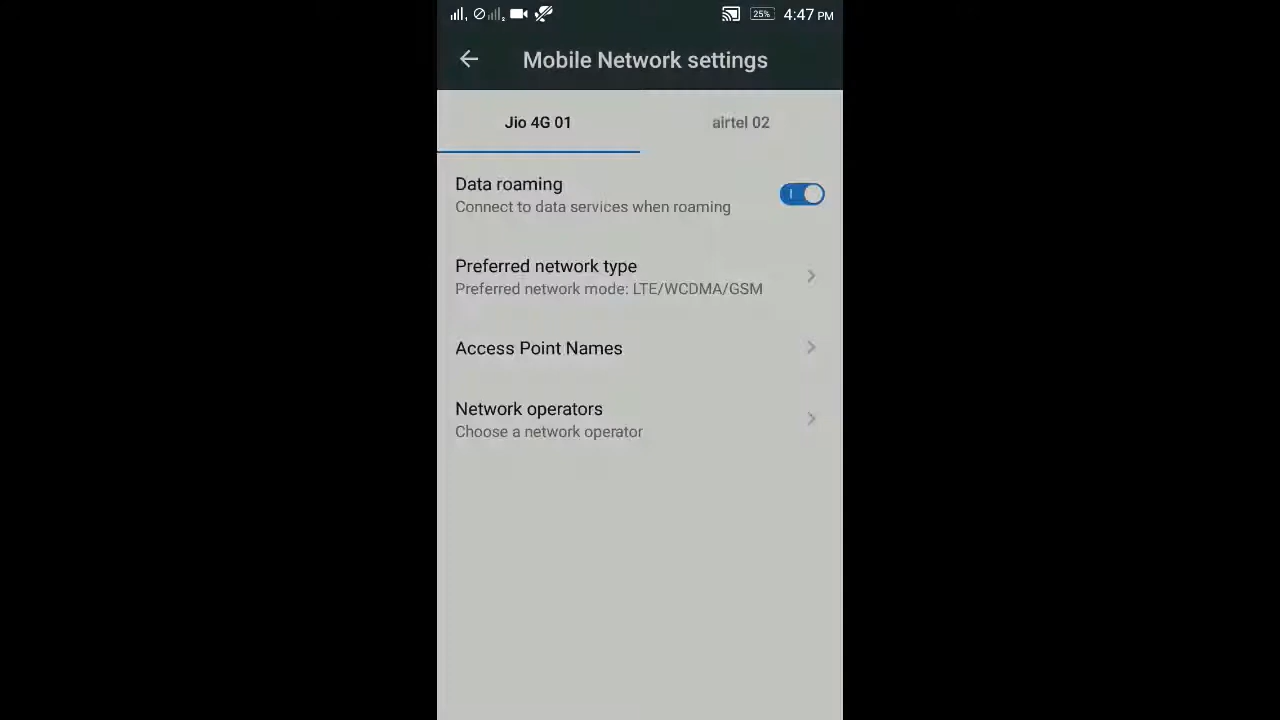 25% 4:47 PM
Mobile Network settings
Jio 4G 01 airtel 02
Data roaming
Connect to data services when roaming
Preferred network type
Preferred network mode: LTE/WCDMA/GSM
Access Point Names
Network operators
Choose a network operator